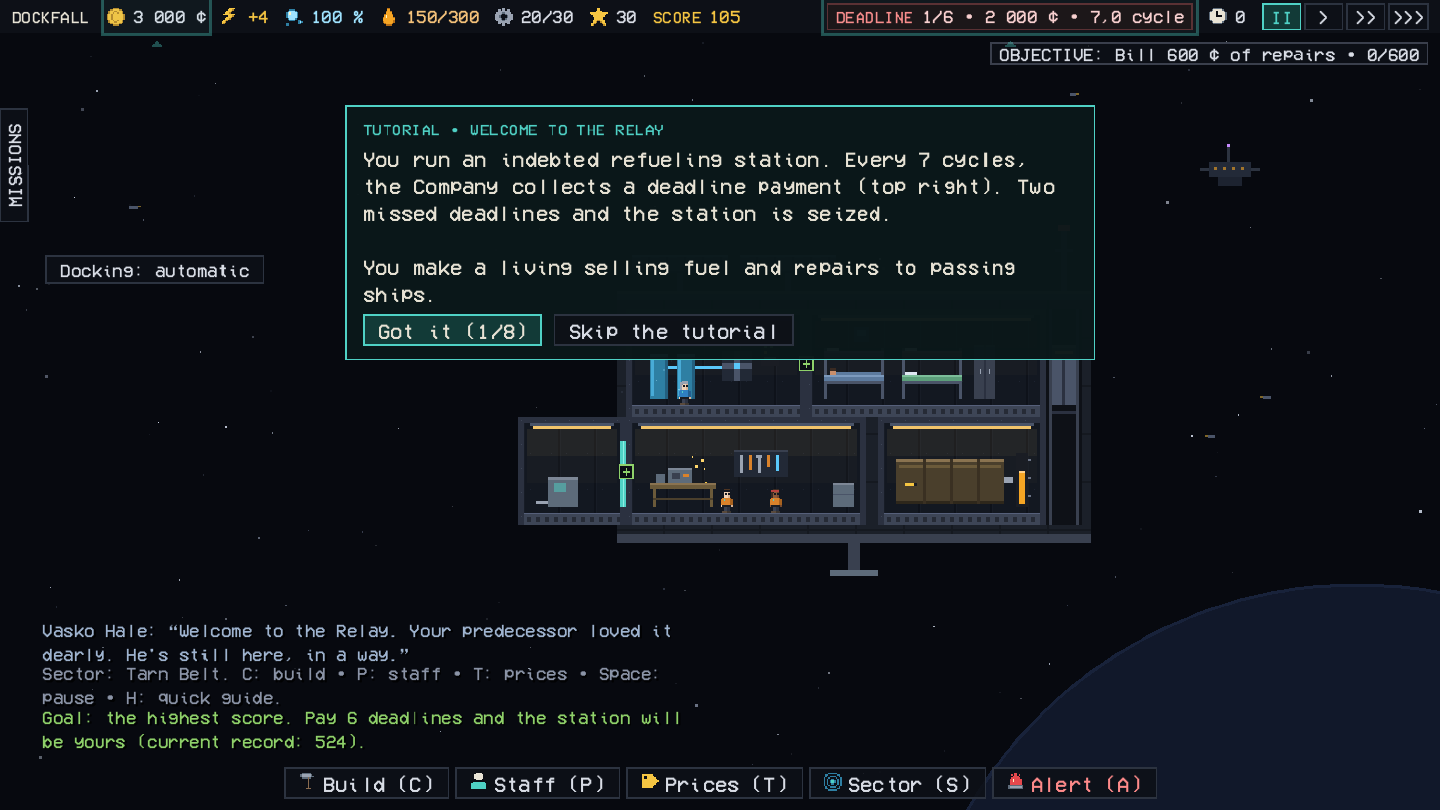 DOCKFALL 3 000 ¢ +4 100 % 150/300 20/30 30 SCORE 105 DEADLINE 1/6 • 2 000 ¢ • 7,0 cycle 0 II > >> >>>
OBJECTIVE: Bill 600 ¢ of repairs • 0/600
MISSIONS
TUTORIAL • WELCOME TO THE RELAY
You run an indebted refueling station. Every 7 cycles,
the Company collects a deadline payment (top right). Two
missed deadlines and the station is seized.
You make a living selling fuel and repairs to passing
ships.
Got it (1/8) Skip the tutorial
Docking: automatic
Vasko Hale: “Welcome to the Relay. Your predecessor loved it
dearly. He's still here, in a way.”
Sector: Tarn Belt. C: build • P: staff • T: prices • Space:
pause • H: quick guide.
Goal: the highest score. Pay 6 deadlines and the station will
be yours (current record: 524).
Build (C) Staff (P) Prices (T) Sector (S) Alert (A)